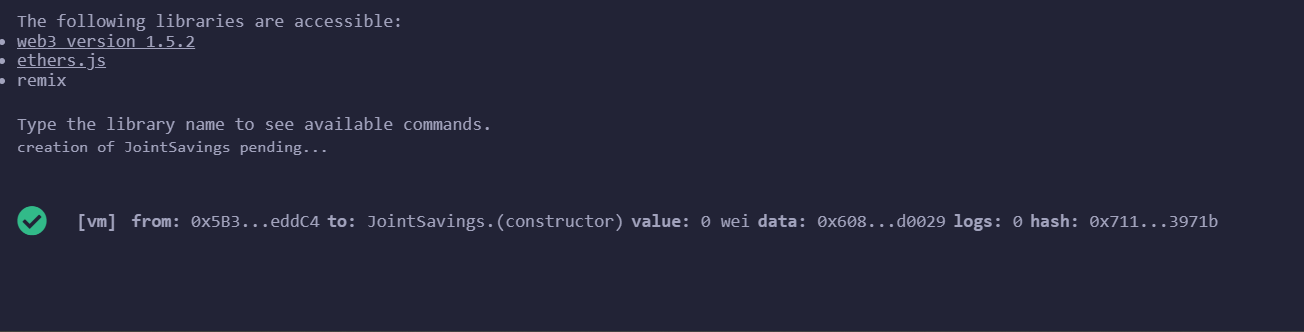 The following libraries are accessible:
web3 version 1.5.2
ethers.js
remix
Type the library name to see available commands.
creation of JointSavings pending...
[vm] from: 0x5B3...eddC4 to: JointSavings.(constructor) value: 0 wei data: 0x608...d0029 logs: 0 hash: 0x711...3971b